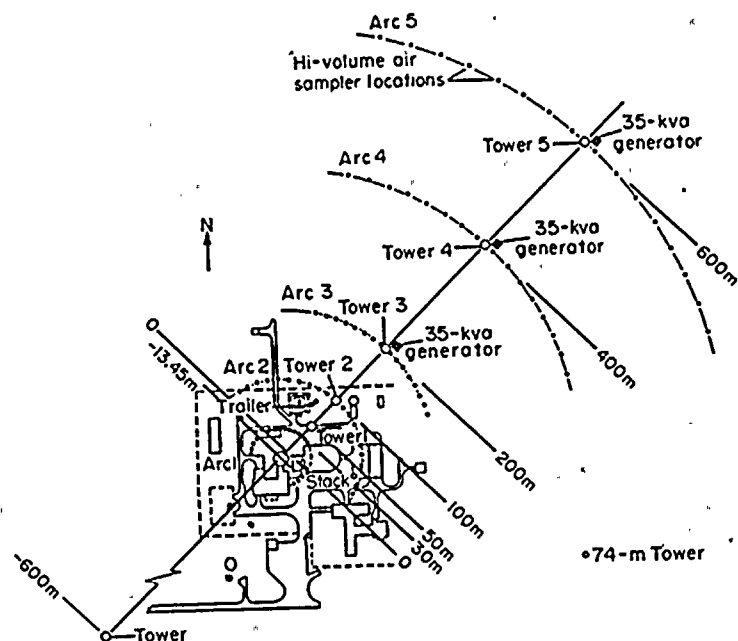 Arc 5
Hi-volume air
sampler locations
35-kva
generator
Tower 5
Arc 4
N
35-kva
generator
Tower 4
600m
Arc 3
Tower 3
0
35-kva
generator
-13.45m
400m
Arc 2
Tower 2
Trailer
200m
Tower 1
Arc 1
Stack
100m
50m
30m
0
74-m Tower
-600m
Tower